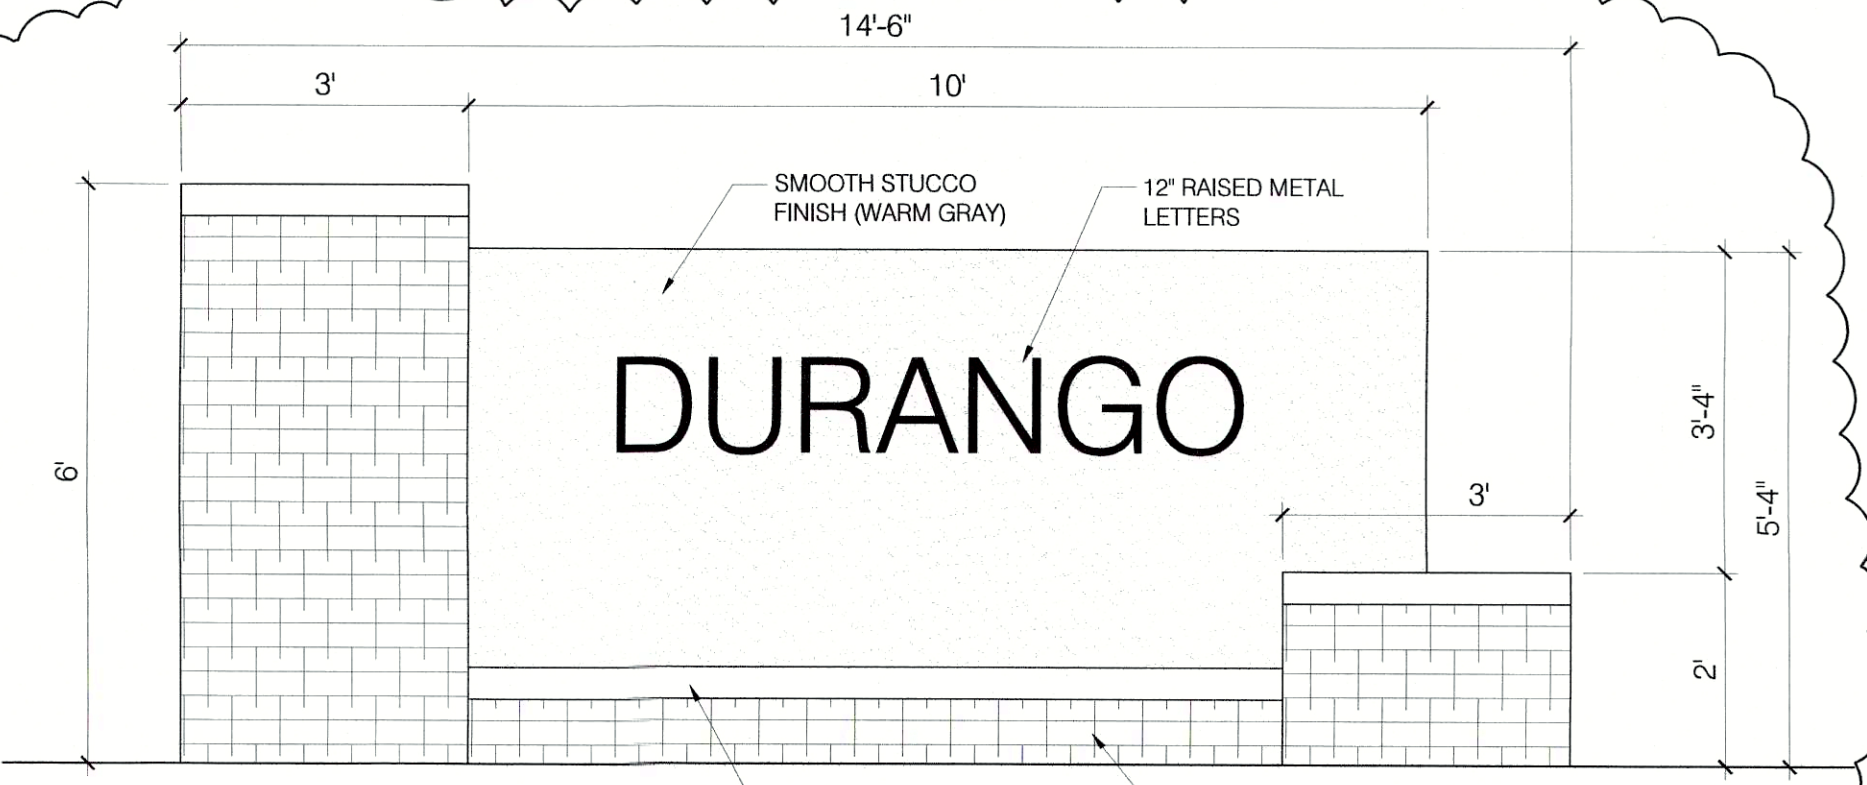 14'-6"
3'
10'
SMOOTH STUCCO
FINISH (WARM GRAY)
12" RAISED METAL
LETTERS
DURANGO
6'
3'
3'-4"
5'-4"
2'